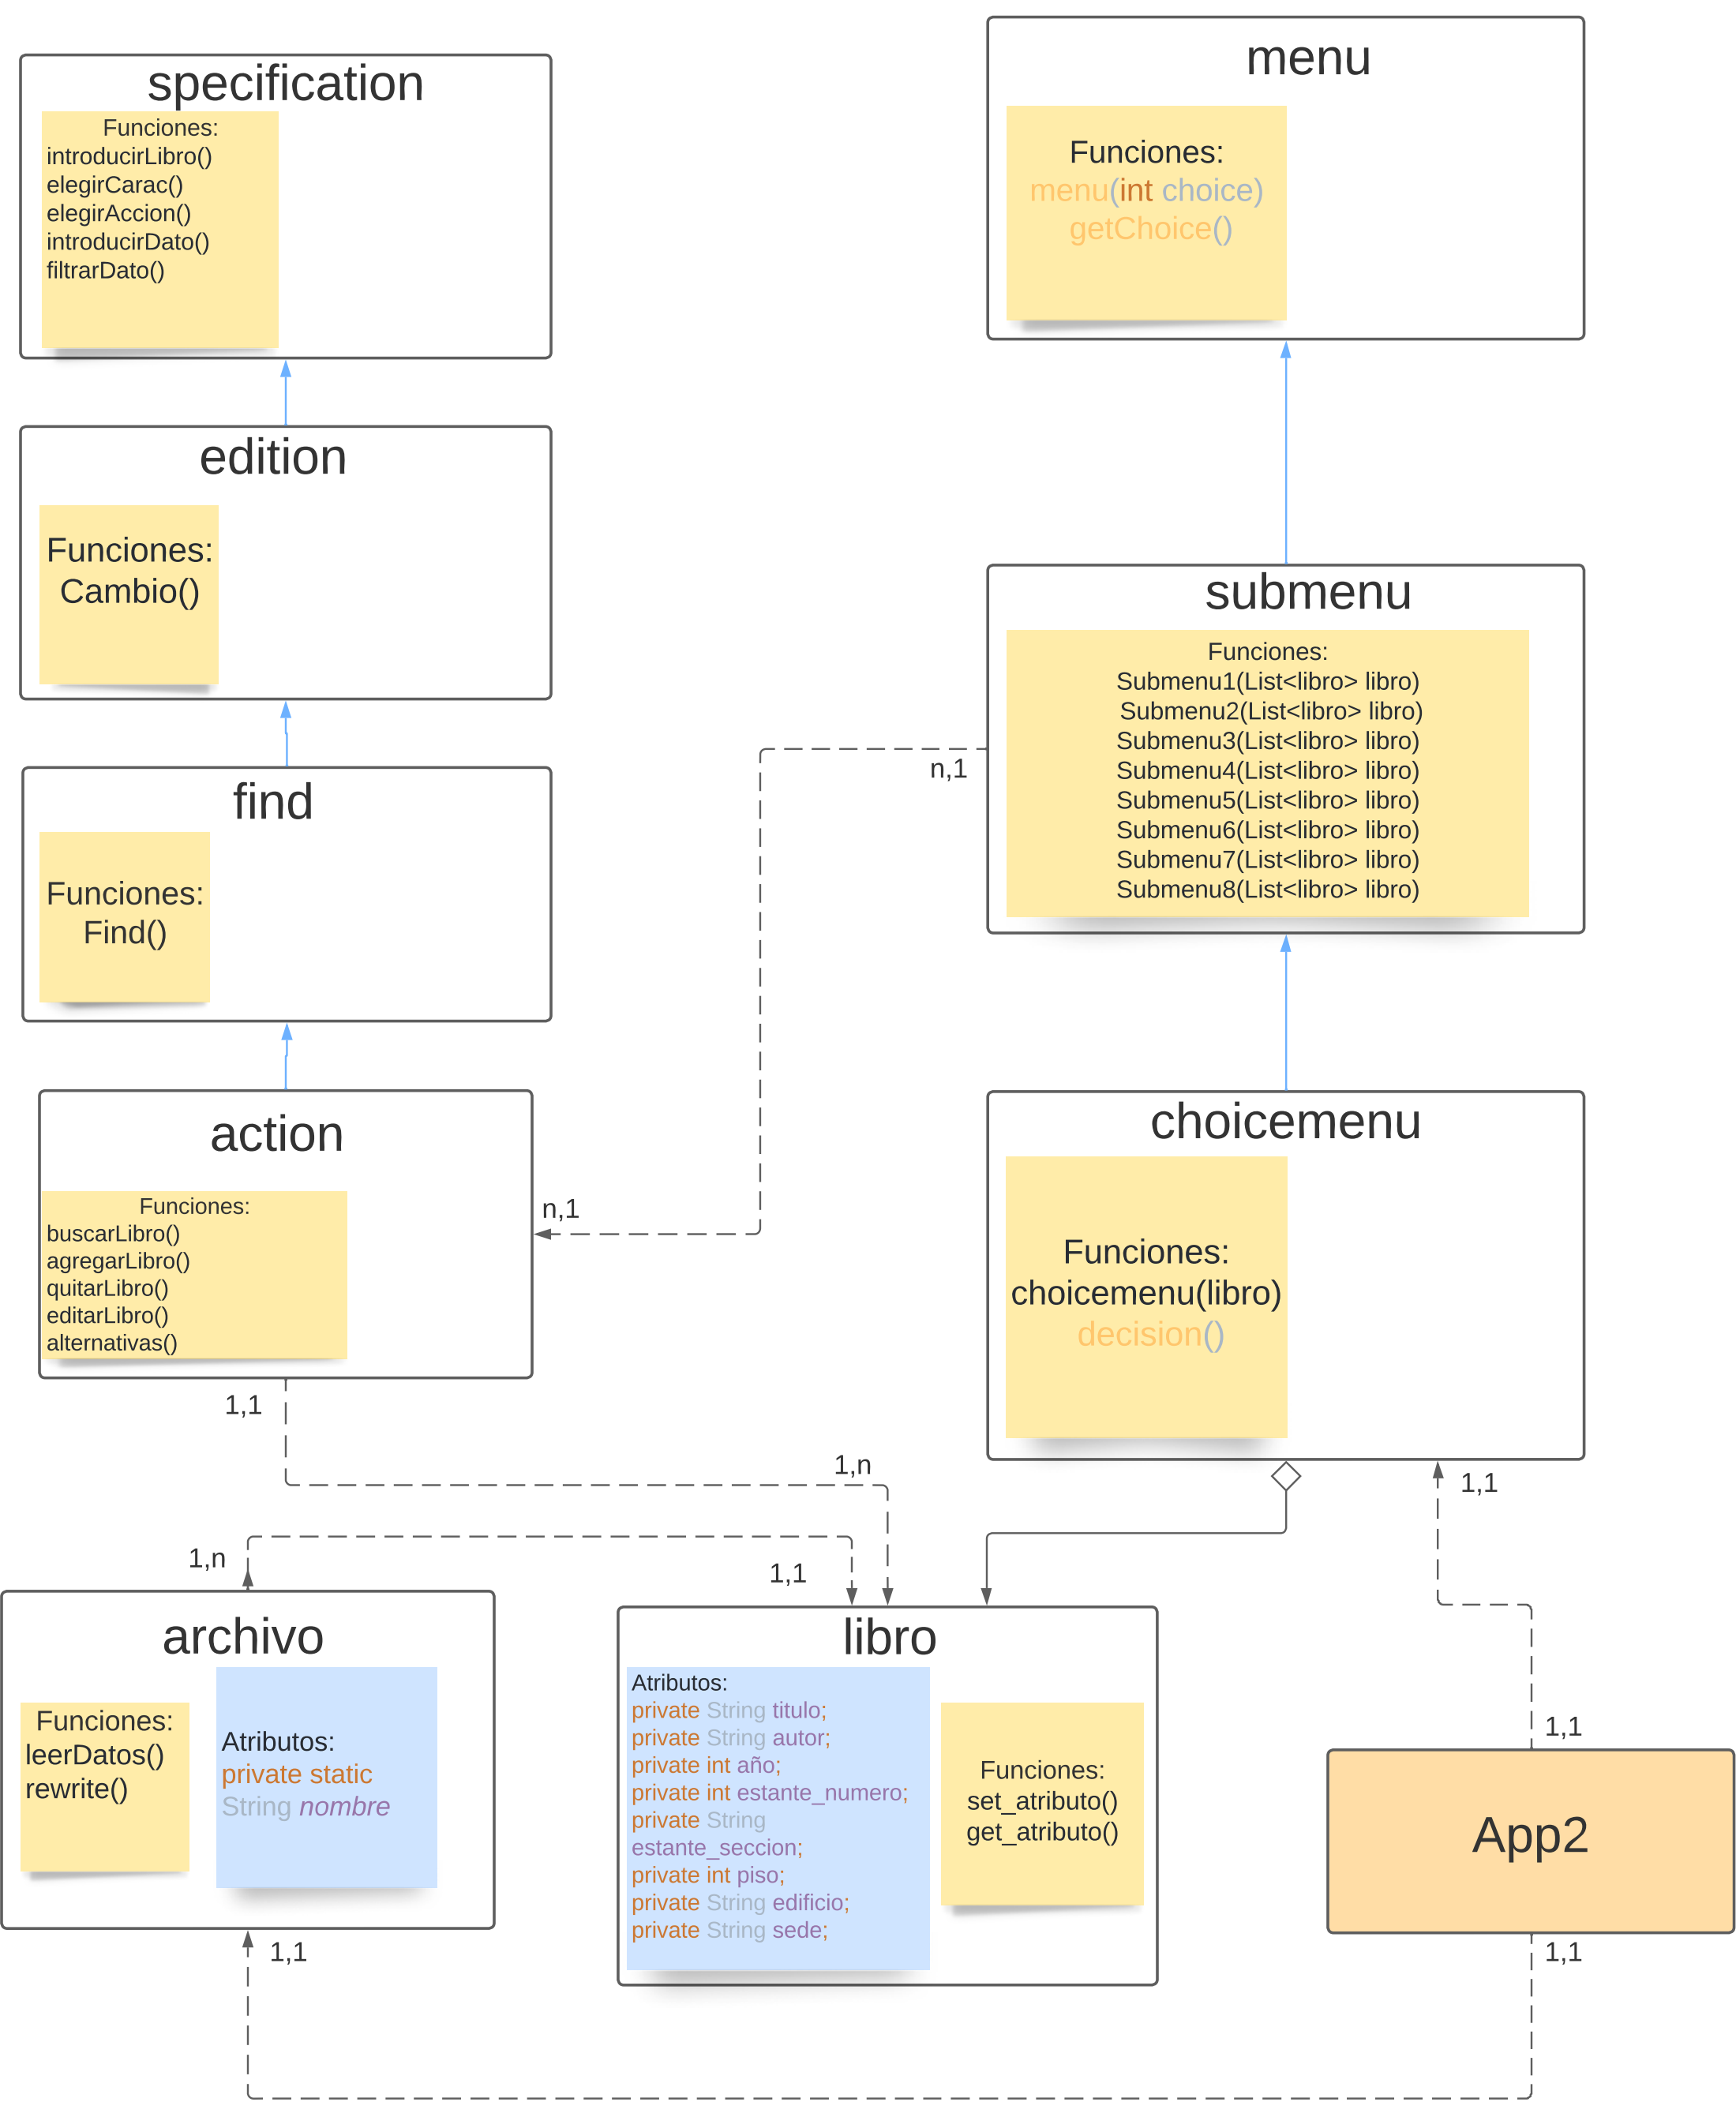 specification
Funciones:
introducirLibro()
elegirCarac()
elegirAccion()
introducirDato()
filtrarDato()
edition
Funciones:
Cambio()
find
Funciones:
Find()
action
Funciones:
buscarLibro()
agregarLibro()
quitarLibro()
editarLibro()
alternativas()
menu
Funciones:
menu(int choice)
getChoice()
submenu
Funciones:
Submenu1(List<libro> libro)
Submenu2(List<libro> libro)
Submenu3(List<libro> libro)
Submenu4(List<libro> libro)
Submenu5(List<libro> libro)
Submenu6(List<libro> libro)
Submenu7(List<libro> libro)
Submenu8(List<libro> libro)
n,1
n,1
choicemenu
Funciones:
choicemenu(libro)
decision()
1,1
1,n
1,1
1,n
1,1
archivo
Funciones:
leerDatos()
rewrite()
Atributos:
private static
String nombre
libro
Atributos:
private String titulo;
private String autor;
private int año;
private int estante_numero;
private String
estante_seccion;
private int piso;
private String edificio;
private String sede;
Funciones:
set_atributo()
get_atributo()
1,1
App2
1,1
1,1